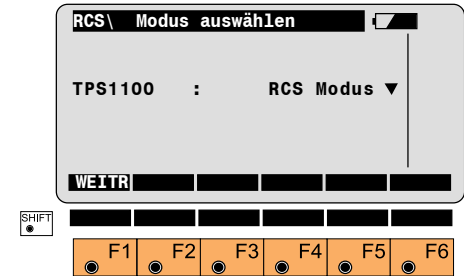 RCS\ Modus auswählen
TPS1100 : RCS Modus ▼
WEITR
SHIFT
F1 F2 F3 F4 F5 F6